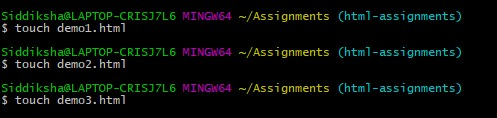 Siddiksha@LAPTOP-CRISJ7L6 MINGW64 ~/Assignments (html-assignments)
$ touch demo1.html
Siddiksha@LAPTOP-CRISJ7L6 MINGW64 ~/Assignments (html-assignments)
$ touch demo2.html
Siddiksha@LAPTOP-CRISJ7L6 MINGW64 ~/Assignments (html-assignments)
$ touch demo3.html